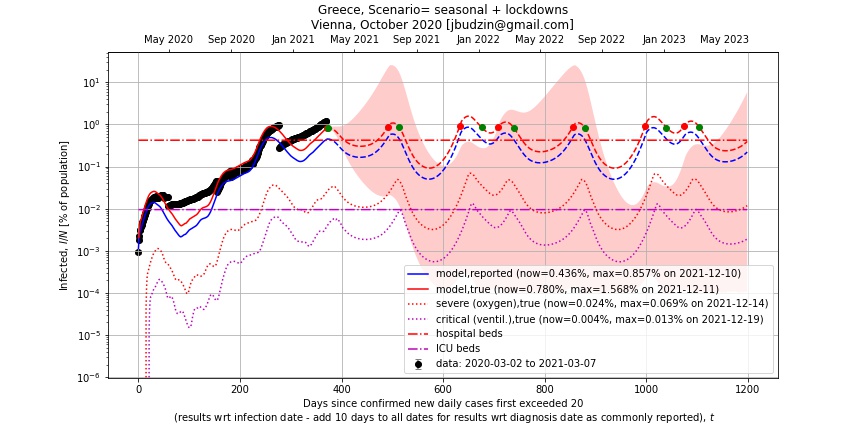 Greece, Scenario= seasonal + lockdowns
Vienna, October 2020 [jbudzin@gmail.com]
May 2020 Sep 2020 Jan 2021 May 2021 Sep 2021 Jan 2022 May 2022 Sep 2022 Jan 2023 May 2023
Infected, I/N [% of population]
10¹
10⁰
10⁻¹
10⁻²
10⁻³
10⁻⁴
10⁻⁵
10⁻⁶
model,reported (now=0.436%, max=0.857% on 2021-12-10)
model,true (now=0.780%, max=1.568% on 2021-12-11)
severe (oxygen),true (now=0.024%, max=0.069% on 2021-12-14)
critical (ventil.),true (now=0.004%, max=0.013% on 2021-12-19)
hospital beds
ICU beds
data: 2020-03-02 to 2021-03-07
0 200 400 600 800 1000 1200
Days since confirmed new daily cases first exceeded 20
(results wrt infection date - add 10 days to all dates for results wrt diagnosis date as commonly reported), t